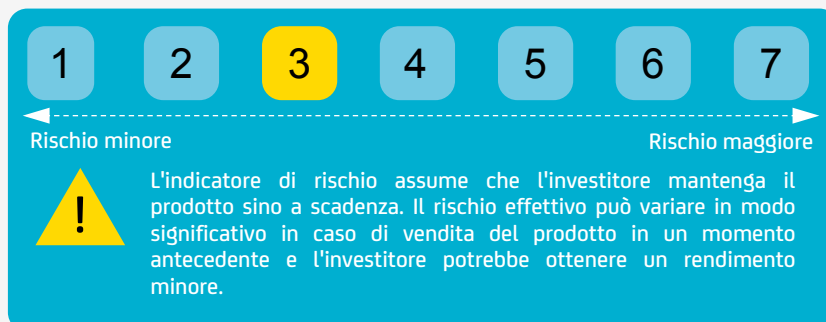 1 2 3 4 5 6 7
Rischio minore Rischio maggiore
!
L'indicatore di rischio assume che l'investitore mantenga il
prodotto sino a scadenza. Il rischio effettivo può variare in modo
significativo in caso di vendita del prodotto in un momento
antecedente e l'investitore potrebbe ottenere un rendimento
minore.